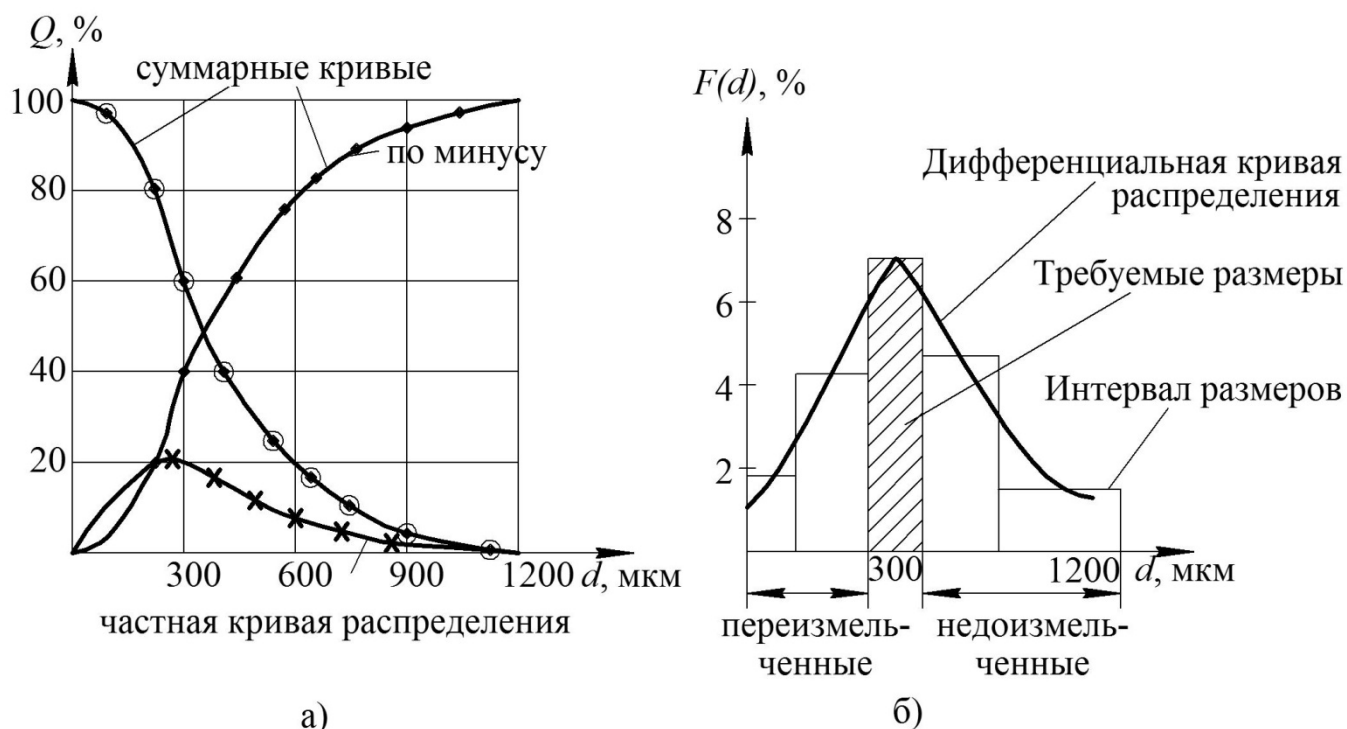 Q, %
суммарные кривые
100
по минусу
80
60
40
20
300 600 900 1200 d, мкм
частная кривая распределения
а)
F(d), %
Дифференциальная кривая
распределения
8
Требуемые размеры
6
4
Интервал размеров
2
300 1200 d, мкм
переизмель-
ченные
недоизмель-
ченные
б)